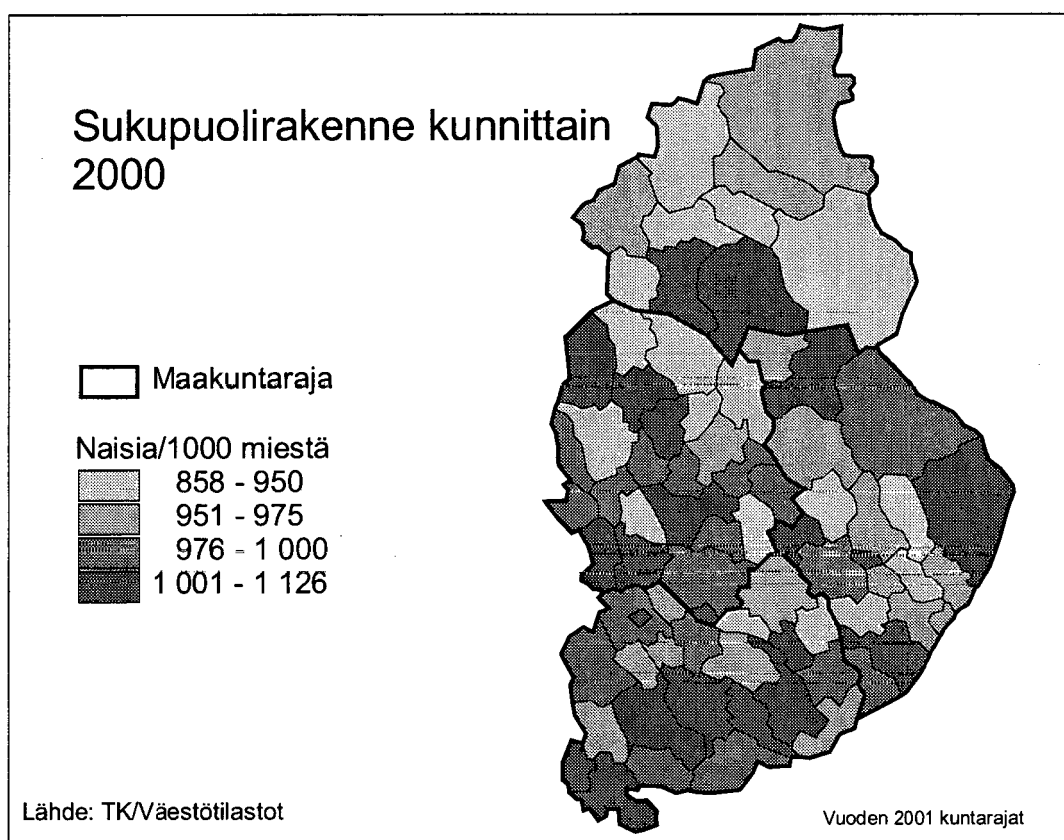 Sukupuolirakenne kunnittain
2000
Maakuntaraja
Naisia/1000 miestä
858 - 950
951 - 975
976 - 1 000
1 001 - 1 126
Lähde: TK/Väestötilastot
Vuoden 2001 kuntarajat